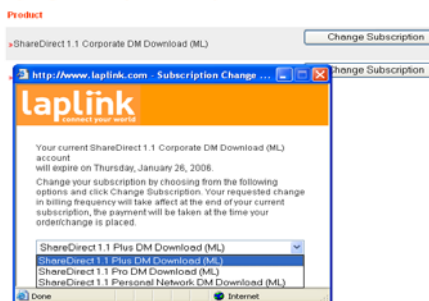 Product
»ShareDirect 1.1 Corporate DM Download (ML)
Change Subscription
Change Subscription
http://www.laplink.com - Subscription Change ...
laplink
connect your world
Your current ShareDirect 1.1 Corporate DM Download (ML)
account
will expire on Thursday, January 26, 2006.
Change your subscription by choosing from the following
options and click Change Subscription. Your requested change
in billing frequency will take affect at the end of your current
subscription, the payment will be taken at the time your
order/change is placed.
ShareDirect 1.1 Plus DM Download (ML)
ShareDirect 1.1 Plus DM Download (ML)
ShareDirect 1.1 Pro DM Download (ML)
ShareDirect 1.1 Personal Network DM Download (ML)
Done
Internet